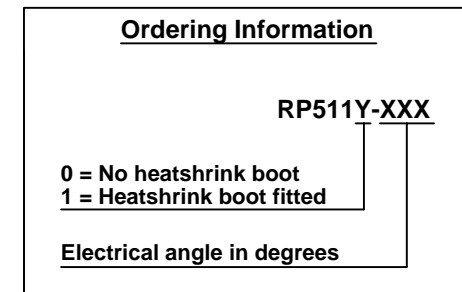 Ordering Information
RP511Y-XXX
0 = No heatshrink boot
1 = Heatshrink boot fitted
Electrical angle in degrees